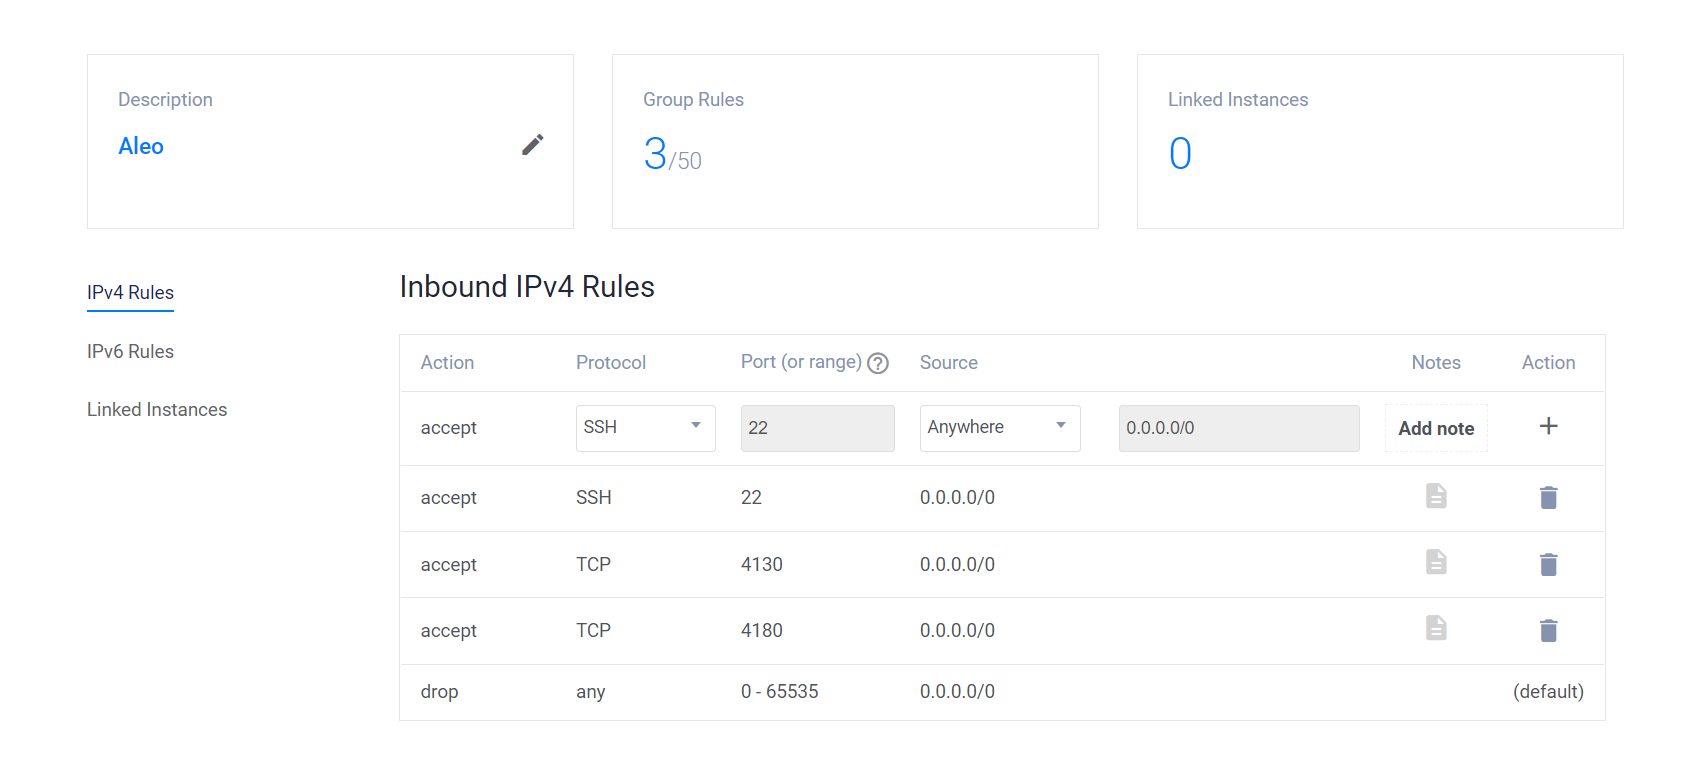 Description
Aleo
Group Rules
3/50
Linked Instances
0
IPv4 Rules
IPv6 Rules
Linked Instances
Inbound IPv4 Rules
Action Protocol Port (or range) ? Source Notes Action
accept SSH 22 Anywhere 0.0.0.0/0 Add note +
accept SSH 22 0.0.0.0/0
accept TCP 4130 0.0.0.0/0
accept TCP 4180 0.0.0.0/0
drop any 0 - 65535 0.0.0.0/0 (default)